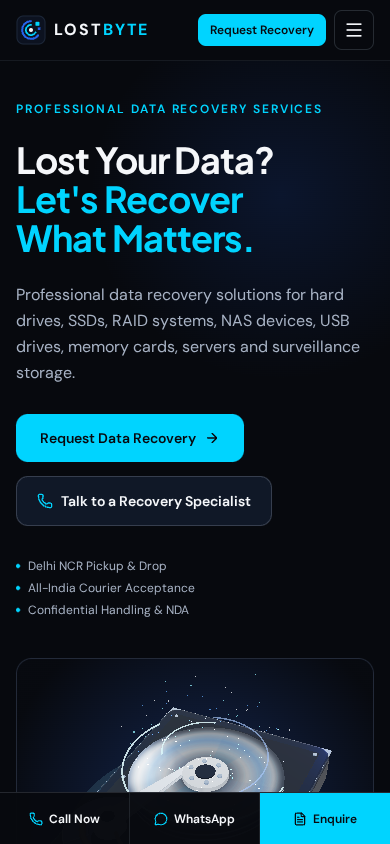 LOSTBYTE
Request Recovery
PROFESSIONAL DATA RECOVERY SERVICES
Lost Your Data?
Let's Recover
What Matters.
Professional data recovery solutions for hard
drives, SSDs, RAID systems, NAS devices, USB
drives, memory cards, servers and surveillance
storage.
Request Data Recovery
Talk to a Recovery Specialist
Delhi NCR Pickup & Drop
All-India Courier Acceptance
Confidential Handling & NDA
Call Now
WhatsApp
Enquire